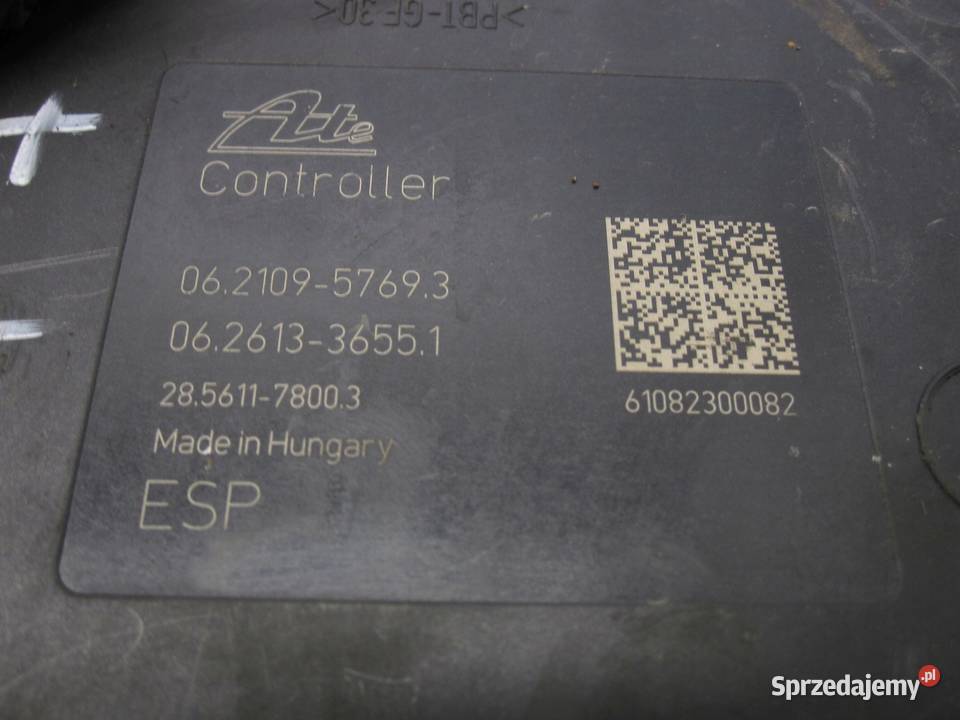 >PBT-GF30<
Ate
Controller
06.2109-5769.3
06.2613-3655.1
28.5611-7800.3
Made in Hungary
ESP
61082300082
Sprzedajemy.pl